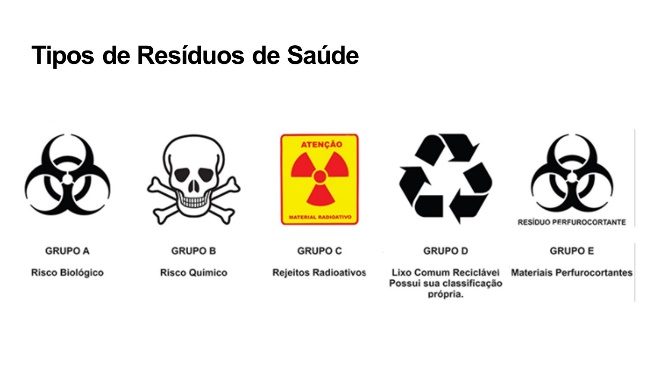 Tipos de Resíduos de Saúde
ATENÇÃO
MATERIAL RADIOATIVO
RESÍDUO PERFUROCORTANTE
GRUPO A
Risco Biológico
GRUPO B
Risco Químico
GRUPO C
Rejeitos Radioativos
GRUPO D
Lixo Comum Reciclável
Possui sua classificação
própria.
GRUPO E
Materiais Perfurocortantes